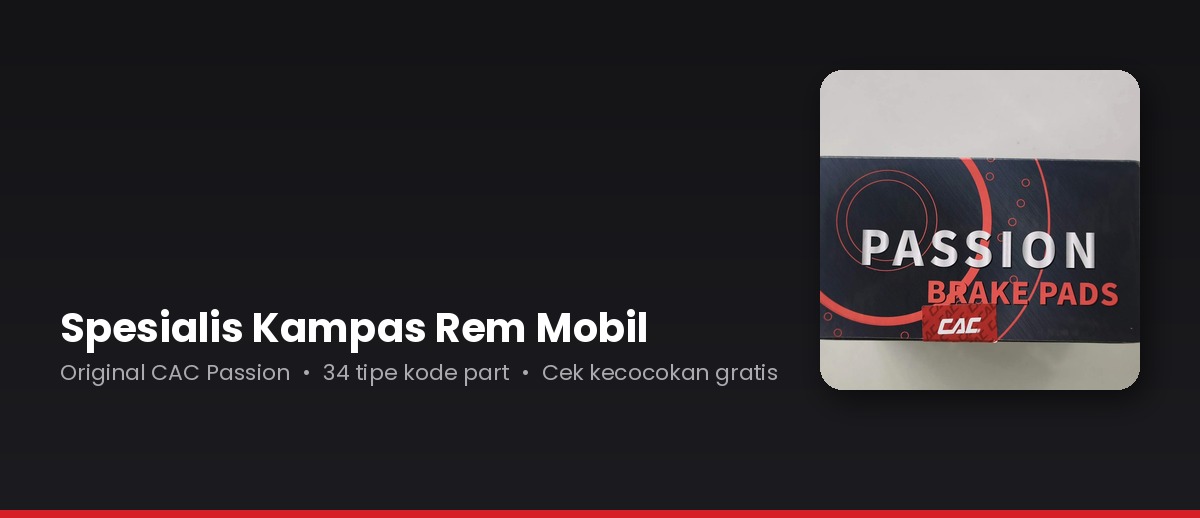 Spesialis Kampas Rem Mobil
Original CAC Passion • 34 tipe kode part • Cek kecocokan gratis
PASSION
BRAKE PADS
CAC